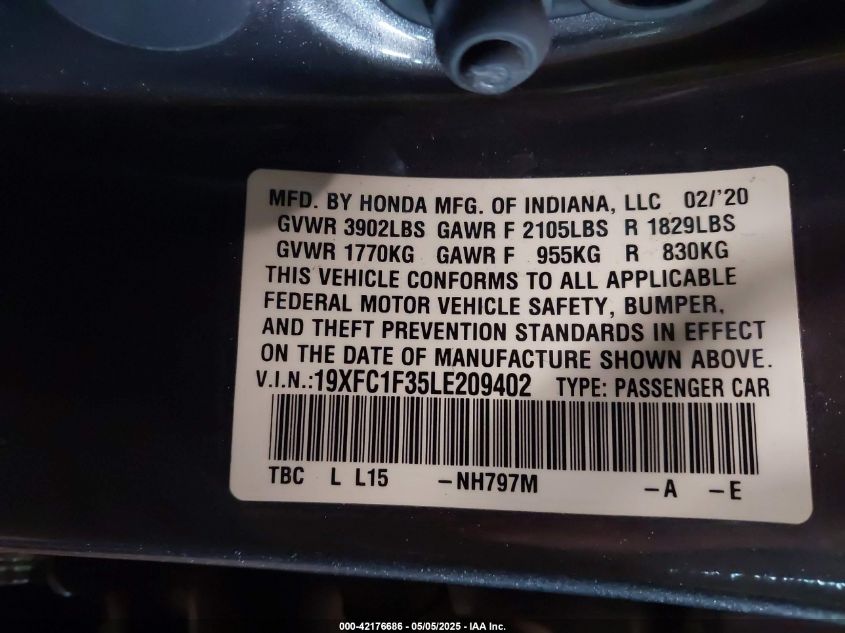 MFD. BY HONDA MFG. OF INDIANA, LLC 02/'20
GVWR 3902LBS GAWR F 2105LBS R 1829LBS
GVWR 1770KG GAWR F 955KG R 830KG
THIS VEHICLE CONFORMS TO ALL APPLICABLE
FEDERAL MOTOR VEHICLE SAFETY, BUMPER,
AND THEFT PREVENTION STANDARDS IN EFFECT
ON THE DATE OF MANUFACTURE SHOWN ABOVE.
V.I.N.:19XFC1F35LE209402 TYPE: PASSENGER CAR
TBC L L15 -NH797M -A -E
000-42176686 - 05/05/2025 - IAA Inc.